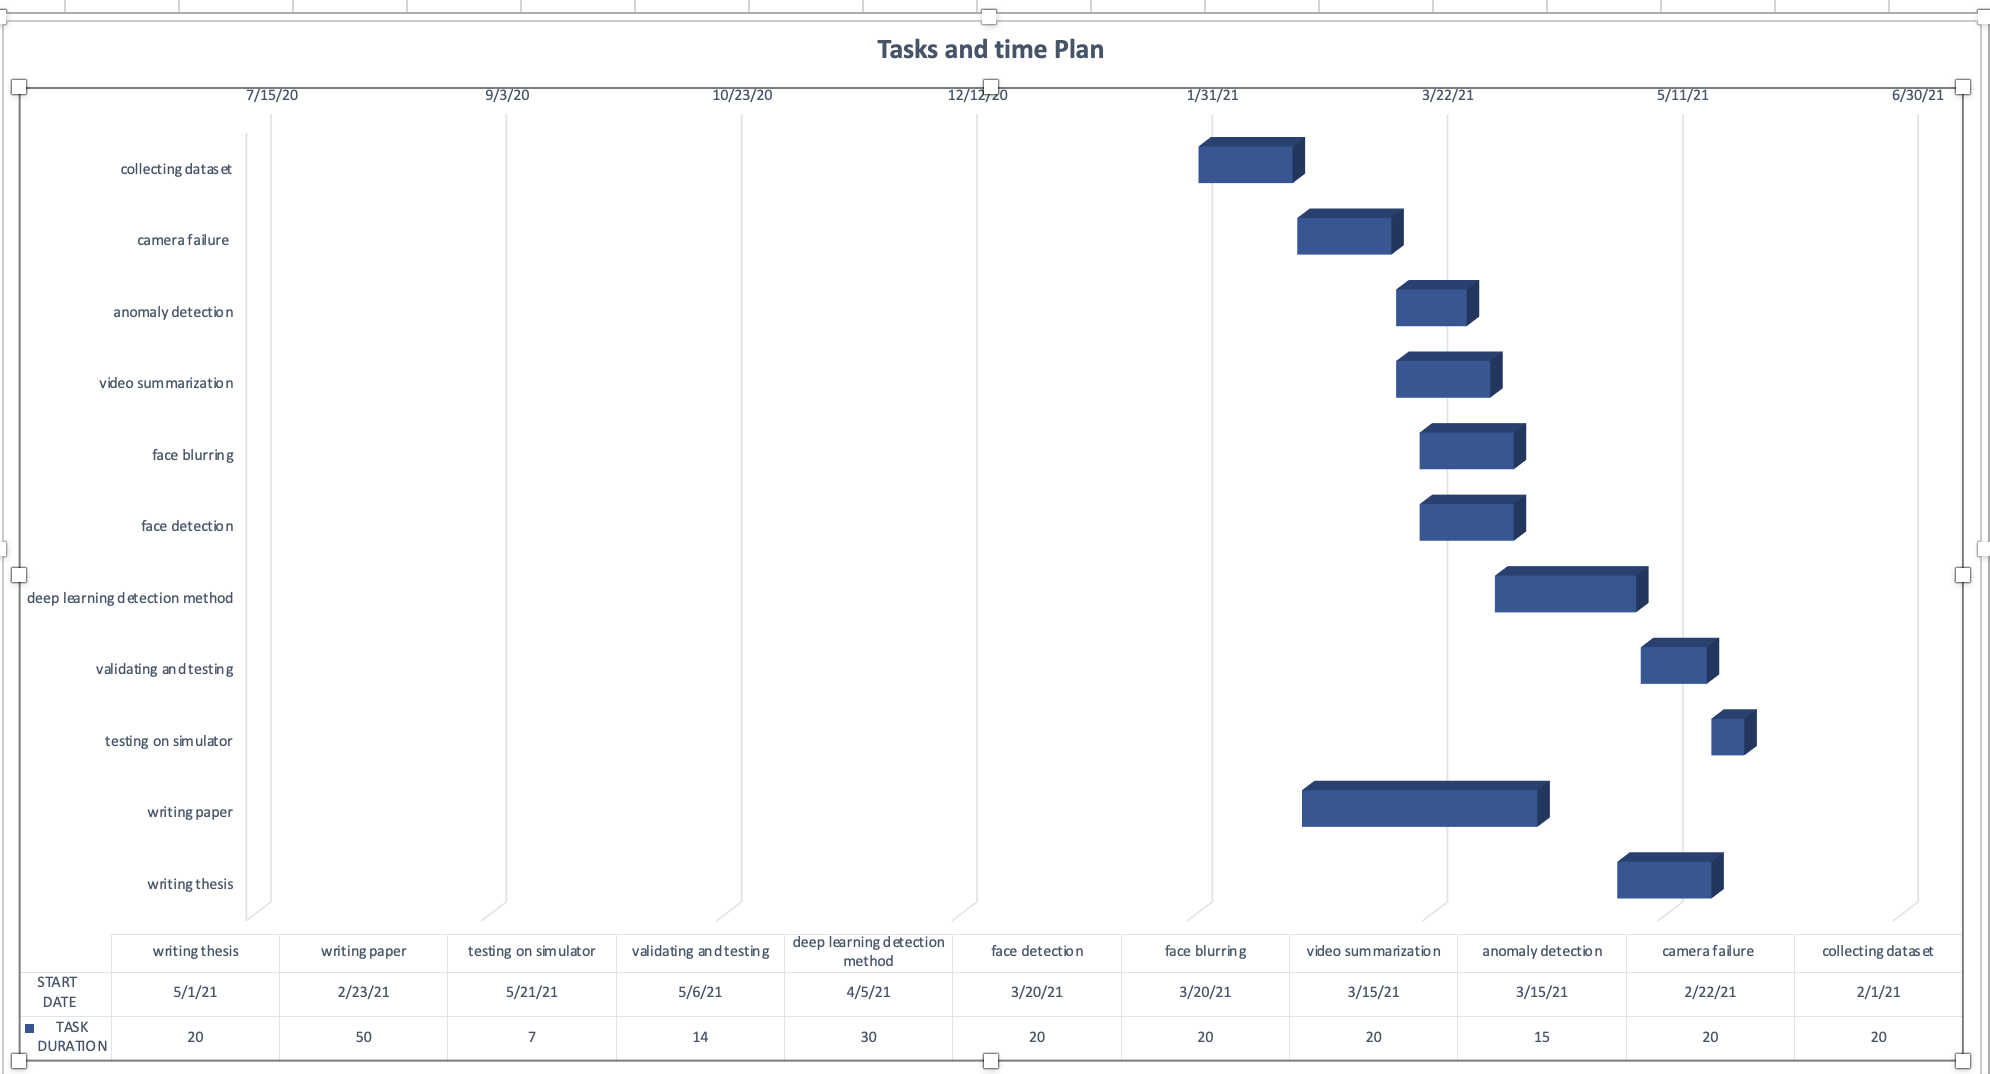 Tasks and time Plan
7/15/20 9/3/20 10/23/20 12/12/20 1/31/21 3/22/21 5/11/21 6/30/21
collecting dataset
camera failure
anomaly detection
video summarization
face blurring
face detection
deep learning detection method
validating and testing
testing on simulator
writing paper
writing thesis
writing thesis writing paper testing on simulator validating and testing deep learning detection method face detection face blurring video summarization anomaly detection camera failure collecting dataset
START DATE 5/1/21 2/23/21 5/21/21 5/6/21 4/5/21 3/20/21 3/20/21 3/15/21 3/15/21 2/22/21 2/1/21
TASK DURATION 20 50 7 14 30 20 20 20 15 20 20